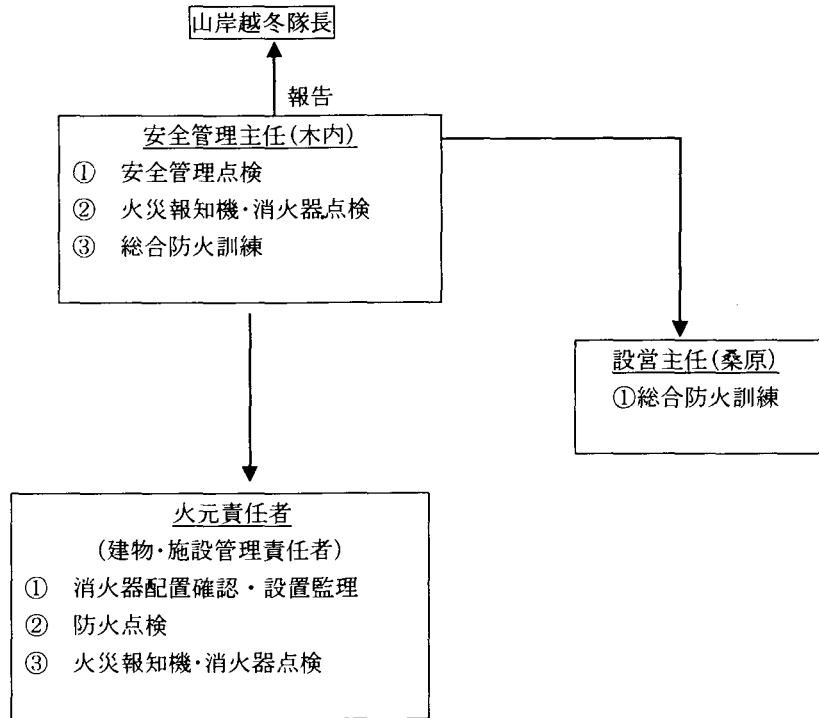 山岸越冬隊長
報告
安全管理主任(木内)
① 安全管理点検
② 火災報知機・消火器点検
③ 総合防火訓練
設営主任(桑原)
①総合防火訓練
火元責任者
(建物・施設管理責任者)
① 消火器配置確認・設置監理
② 防火点検
③ 火災報知機・消火器点検